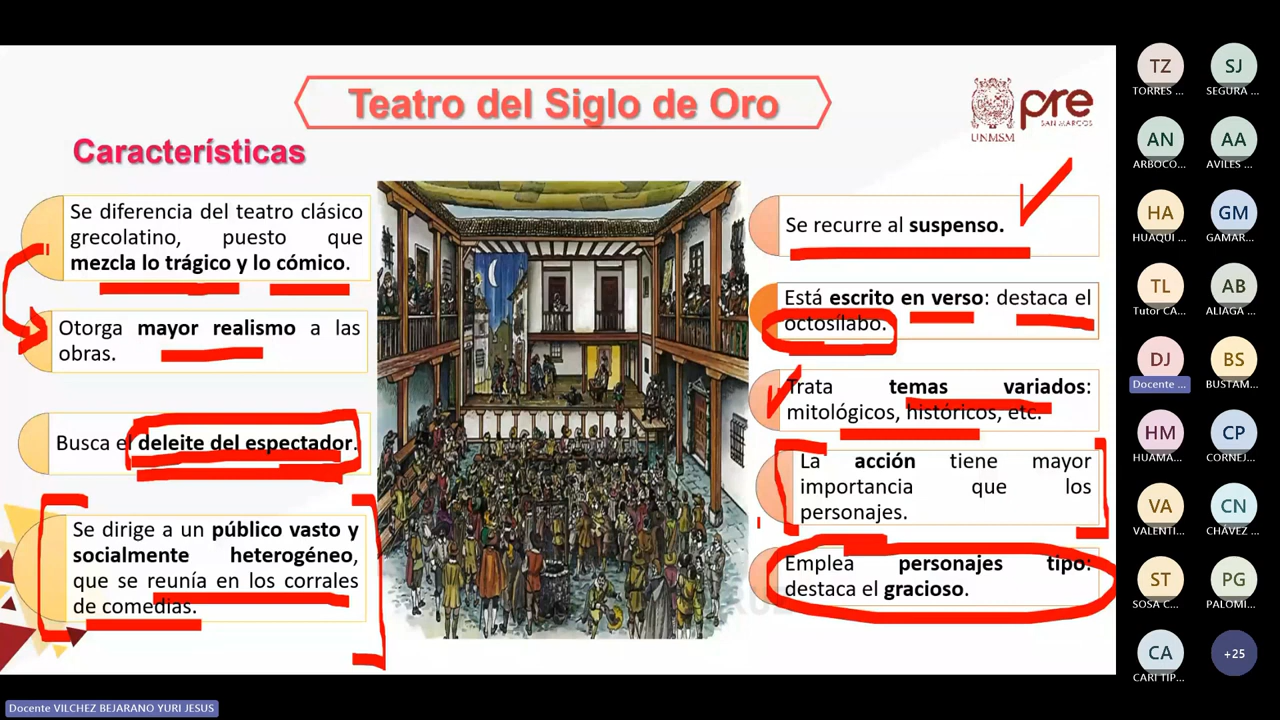 Teatro del Siglo de Oro
UNMSM
pre
SAN MARCOS
Características
Se diferencia del teatro clásico
grecolatino, puesto que
mezcla lo trágico y lo cómico.
Otorga mayor realismo a las
obras.
Busca el deleite del espectador.
Se dirige a un público vasto y
socialmente heterogéneo,
que se reunía en los corrales
de comedias.
Se recurre al suspenso.
Está escrito en verso: destaca el
octosílabo.
Trata temas variados:
mitológicos, históricos, etc.
La acción tiene mayor
importancia que los
personajes.
Emplea personajes tipo:
destaca el gracioso.
TZ
TORRES ...
SJ
SEGURA ...
AN
ARBOCO...
AA
AVILES ...
HA
HUAQUI ...
GM
GAMAR...
TL
Tutor CA...
AB
ALIAGA ...
DJ
Docente ...
BS
BUSTAM...
HM
HUAMA...
CP
CORNEJ...
VA
VALENTI...
CN
CHÁVEZ ...
ST
SOSA C...
PG
PALOMI...
CA
CARI TIP...
+25
Docente VILCHEZ BEJARANO YURI JESUS